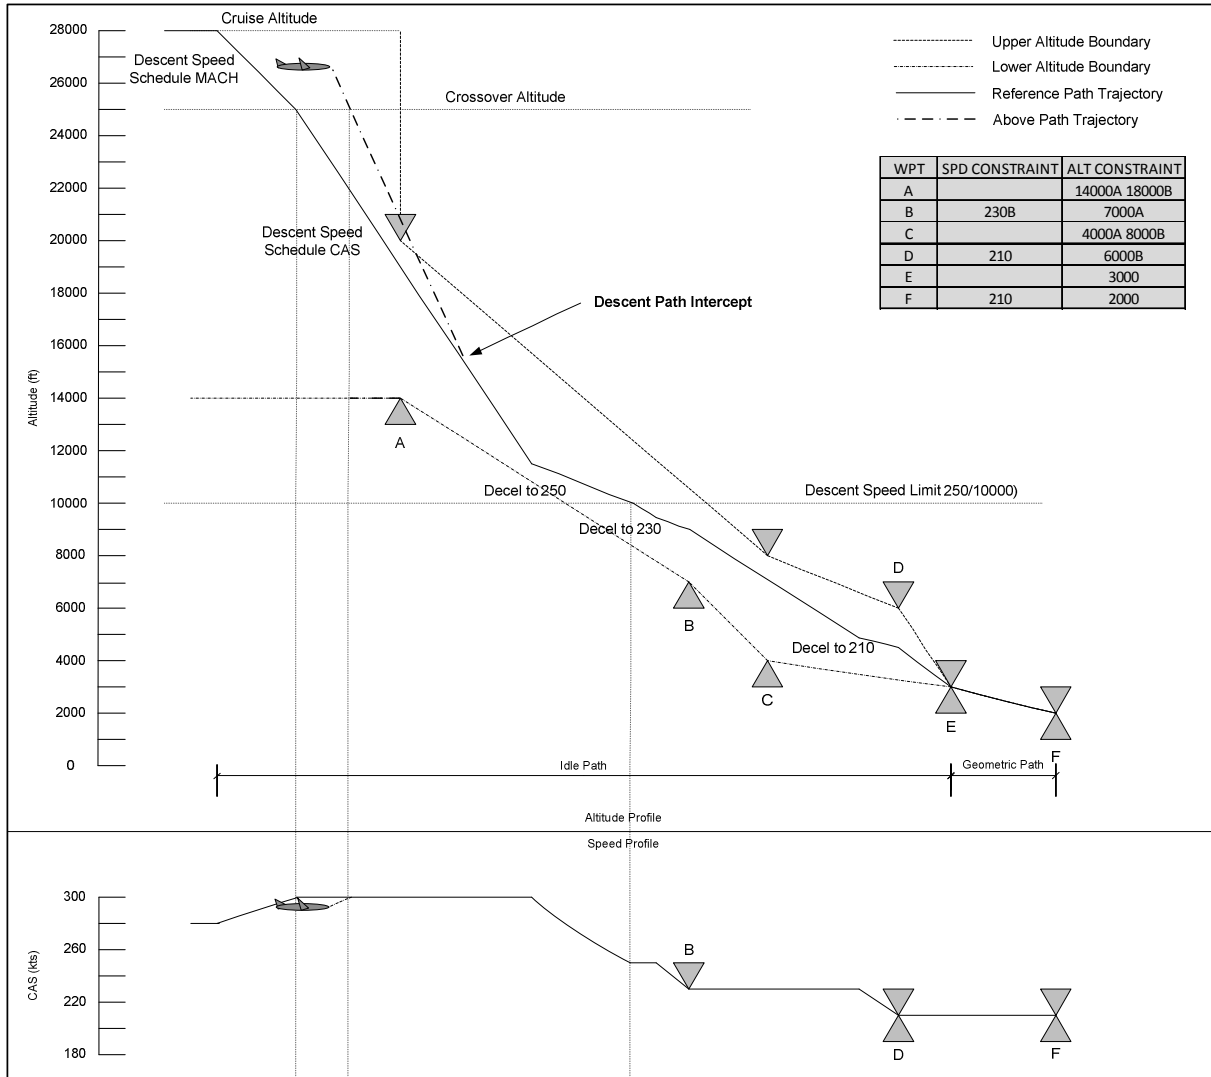 Cruise Altitude
28000
Descent Speed
Schedule MACH
26000
Crossover Altitude
24000
22000
Descent Speed
Schedule CAS
20000
18000
Descent Path Intercept
16000
14000
A
12000
Altitude (ft)
Decel to 250
Descent Speed Limit 250/10000)
10000
Decel to 230
8000
D
6000
B
Decel to 210
4000
C
2000
E
F
0
Idle Path
Geometric Path
Upper Altitude Boundary
Lower Altitude Boundary
Reference Path Trajectory
Above Path Trajectory
WPT SPD CONSTRAINT ALT CONSTRAINT
A 14000A 18000B
B 230B 7000A
C 4000A 8000B
D 210 6000B
E 3000
F 210 2000
Altitude Profile
Speed Profile
300
260
B
CAS (kts)
220
180
D
F